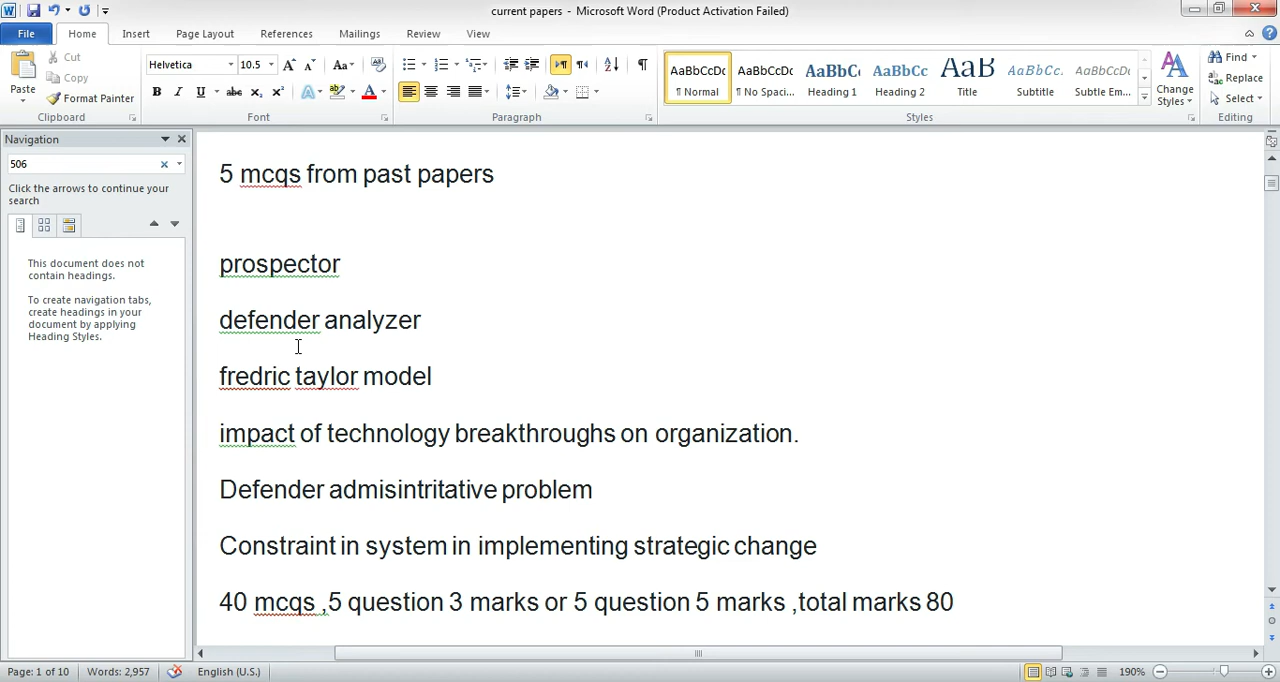 current papers - Microsoft Word (Product Activation Failed)
File Home Insert Page Layout References Mailings Review View
Paste
Cut
Copy
Format Painter
Clipboard
Helvetica 10.5
Font
Paragraph
AaBbCcDc AaBbCcDc AaBbC AaBbCc AaB AaBbCc. AaBbCcDt
¶ Normal ¶ No Spaci... Heading 1 Heading 2 Title Subtitle Subtle Em...
Styles
Change
Styles
Find
Replace
Select
Editing
Navigation
506
Click the arrows to continue your
search
This document does not
contain headings.
To create navigation tabs,
create headings in your
document by applying
Heading Styles.
5 mcqs from past papers
prospector
defender analyzer
fredric taylor model
impact of technology breakthroughs on organization.
Defender admisintritative problem
Constraint in system in implementing strategic change
40 mcqs ,5 question 3 marks or 5 question 5 marks ,total marks 80
Page: 1 of 10 Words: 2,957 English (U.S.) 190%